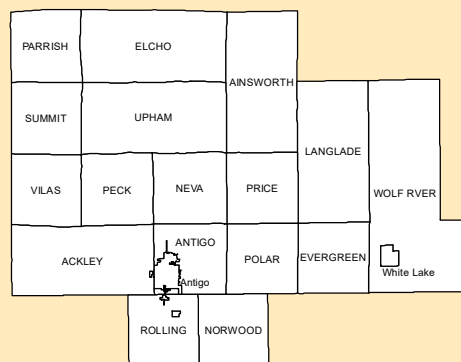 PARRISH
ELCHO
AINSWORTH
SUMMIT
UPHAM
LANGLADE
VILAS
PECK
NEVA
PRICE
WOLF RVER
ANTIGO
ACKLEY
POLAR
EVERGREEN
White Lake
Antigo
ROLLING
NORWOOD